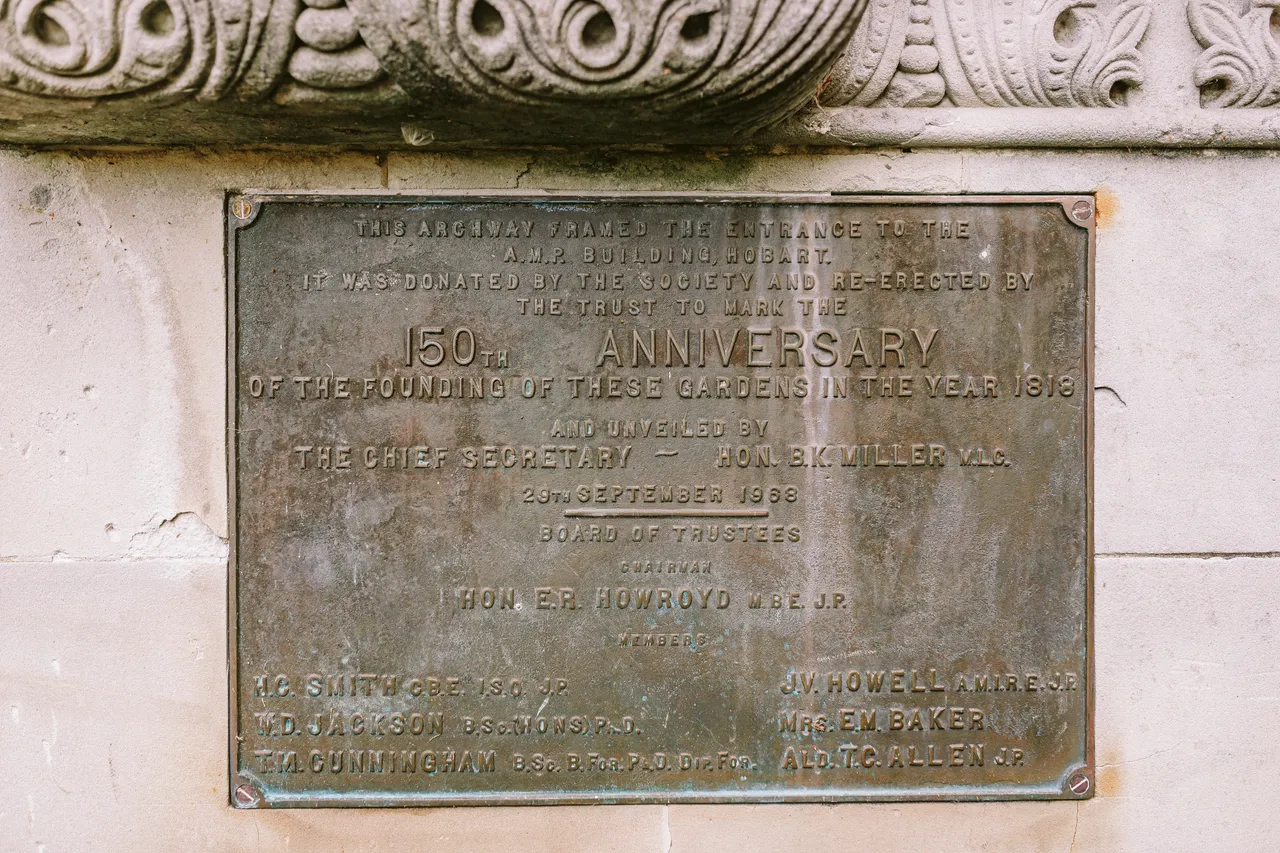 THIS ARCHWAY FRAMED THE ENTRANCE TO THE
A.M.P. BUILDING, HOBART.
IT WAS DONATED BY THE SOCIETY AND RE-ERECTED BY
THE TRUST TO MARK THE
150TH ANNIVERSARY
OF THE FOUNDING OF THESE GARDENS IN THE YEAR 1818
AND UNVEILED BY
THE CHIEF SECRETARY ~ HON. B.K. MILLER M.L.C.
29TH SEPTEMBER 1968
BOARD OF TRUSTEES
CHAIRMAN
HON. E.R. HOWROYD M.B.E. J.P.
MEMBERS
H.C. SMITH C.B.E. I.S.O. J.P.
W.D. JACKSON B.Sc.(HONS) Ph.D.
T.M. CUNNINGHAM B.Sc. B.For. Ph.D. Dip. For.
J.V. HOWELL A.M.I.R.E. J.P.
Mrs. E.M. BAKER
ALD. T.C. ALLEN J.P.